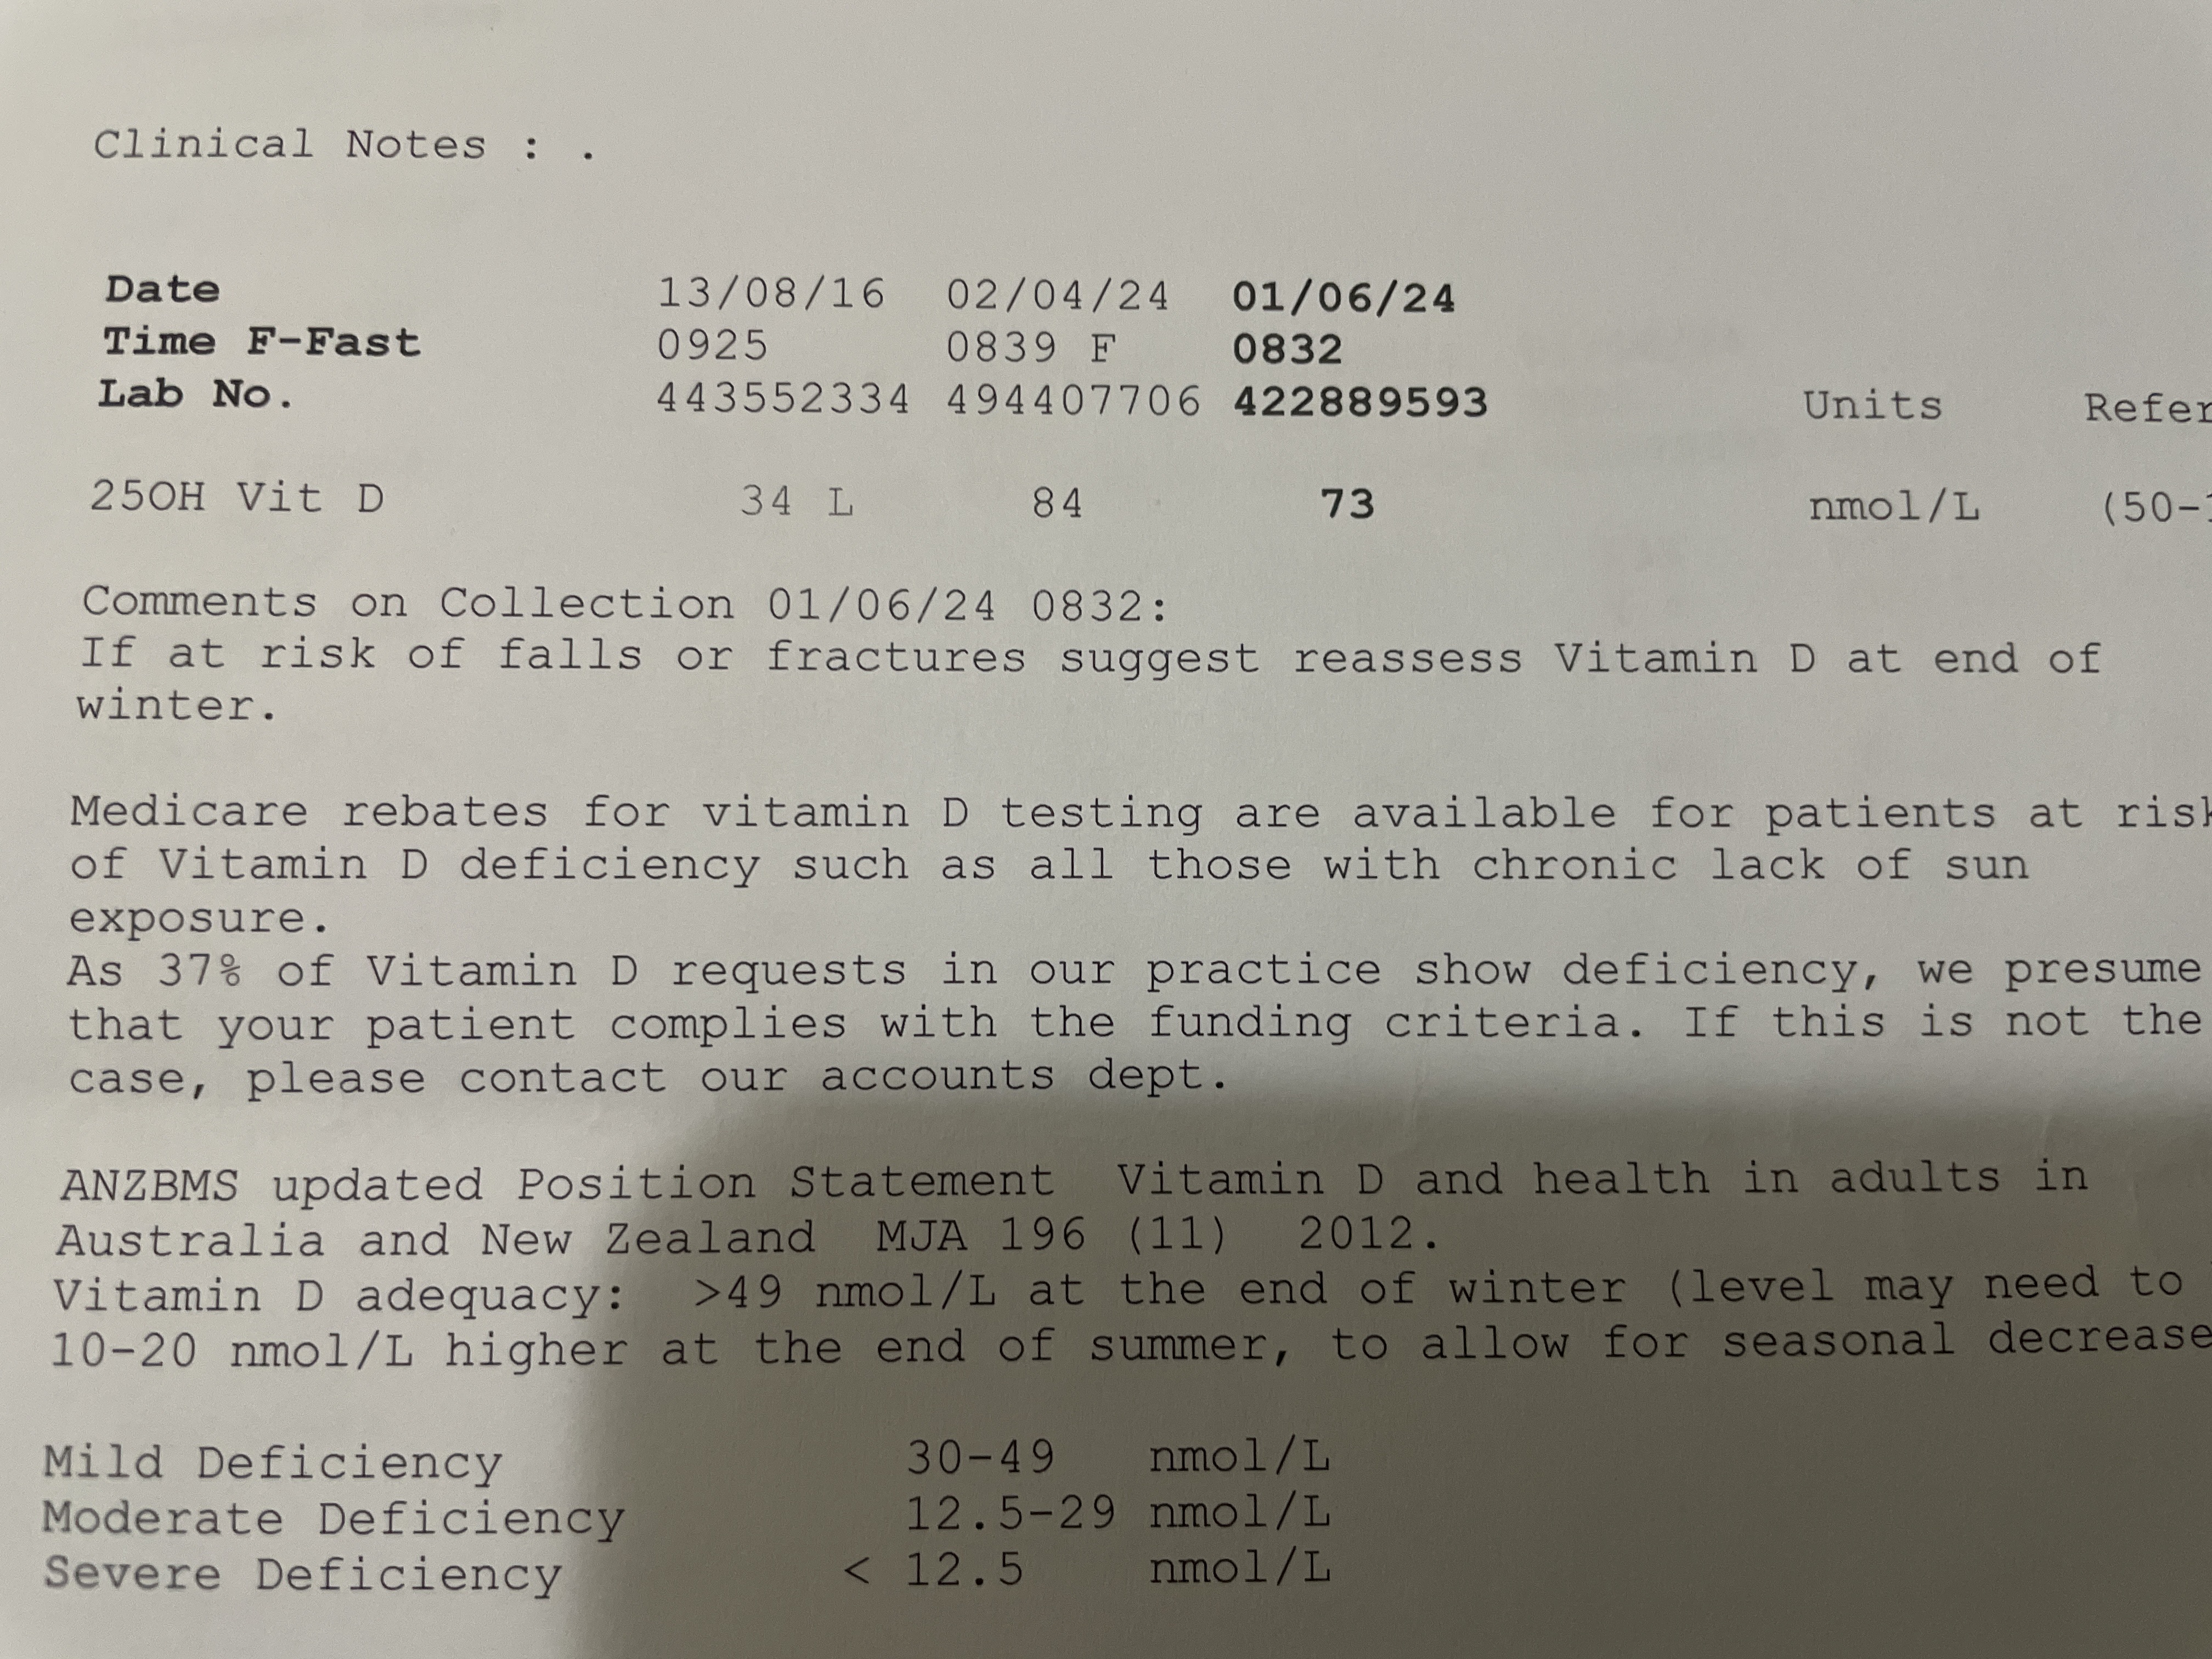 Clinical Notes : .
Date 13/08/16 02/04/24 01/06/24
Time F-Fast 0925 0839 F 0832
Lab No. 443552334 494407706 422889593 Units Refer
25OH Vit D 34 L 84 73 nmol/L (50-
Comments on Collection 01/06/24 0832:
If at risk of falls or fractures suggest reassess Vitamin D at end of
winter.
Medicare rebates for vitamin D testing are available for patients at risk
of Vitamin D deficiency such as all those with chronic lack of sun
exposure.
As 37% of Vitamin D requests in our practice show deficiency, we presume
that your patient complies with the funding criteria. If this is not the
case, please contact our accounts dept.
ANZBMS updated Position Statement Vitamin D and health in adults in
Australia and New Zealand MJA 196 (11) 2012.
Vitamin D adequacy: >49 nmol/L at the end of winter (level may need to
10-20 nmol/L higher at the end of summer, to allow for seasonal decrease
Mild Deficiency 30-49 nmol/L
Moderate Deficiency 12.5-29 nmol/L
Severe Deficiency < 12.5 nmol/L